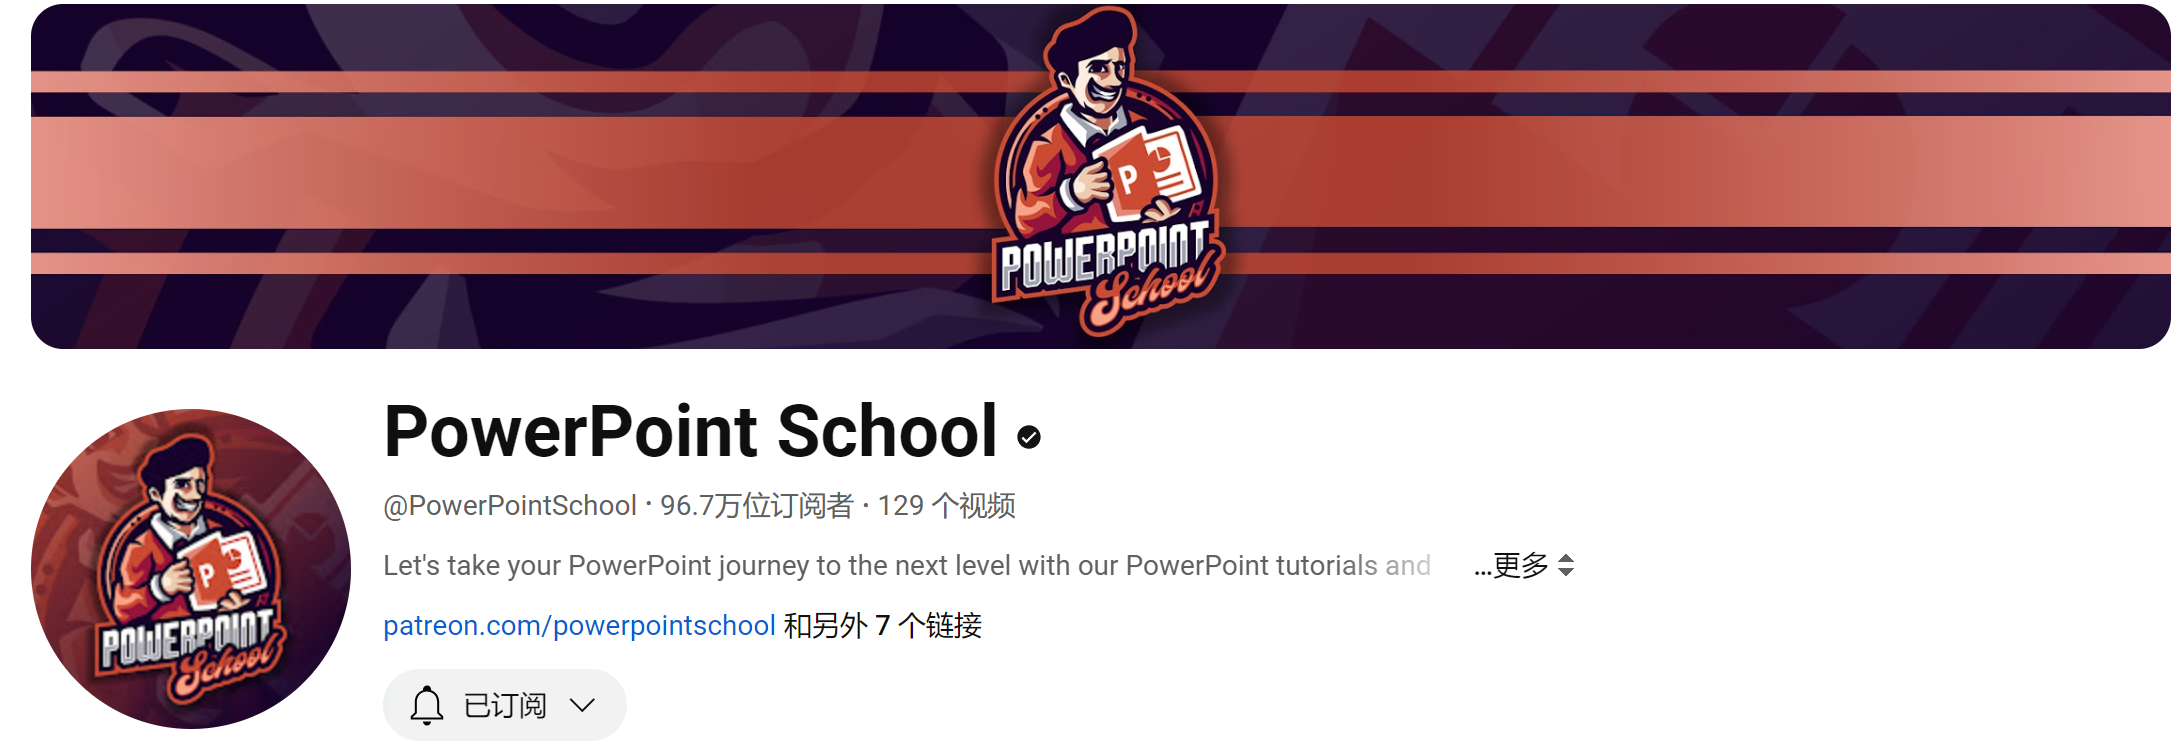 P
POWERPOINT
School
PowerPoint School
@PowerPointSchool · 96.7万位订阅者 · 129 个视频
Let's take your PowerPoint journey to the next level with our PowerPoint tutorials and ...更多
patreon.com/powerpointschool 和另外 7 个链接
P
POWERPOINT
School
已订阅